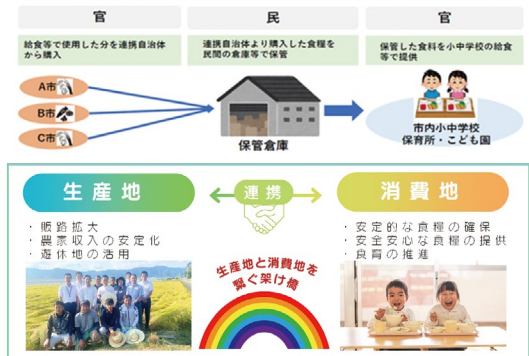 官
民
官
給食等で使用した分を連携自治体
から購入
連携自治体より購入した食糧を
民間の倉庫等で保管
保管した食料を小中学校の給食
等で提供
A市
B市
C市
保管倉庫
市内小中学校
保育所・こども園
生産地
連携
消費地
・販路拡大
・農家収入の安定化
・遊休地の活用
・安定的な食糧の確保
・安全安心な食糧の提供
・食育の推進
生産地と消費地を
繋ぐ架け橋